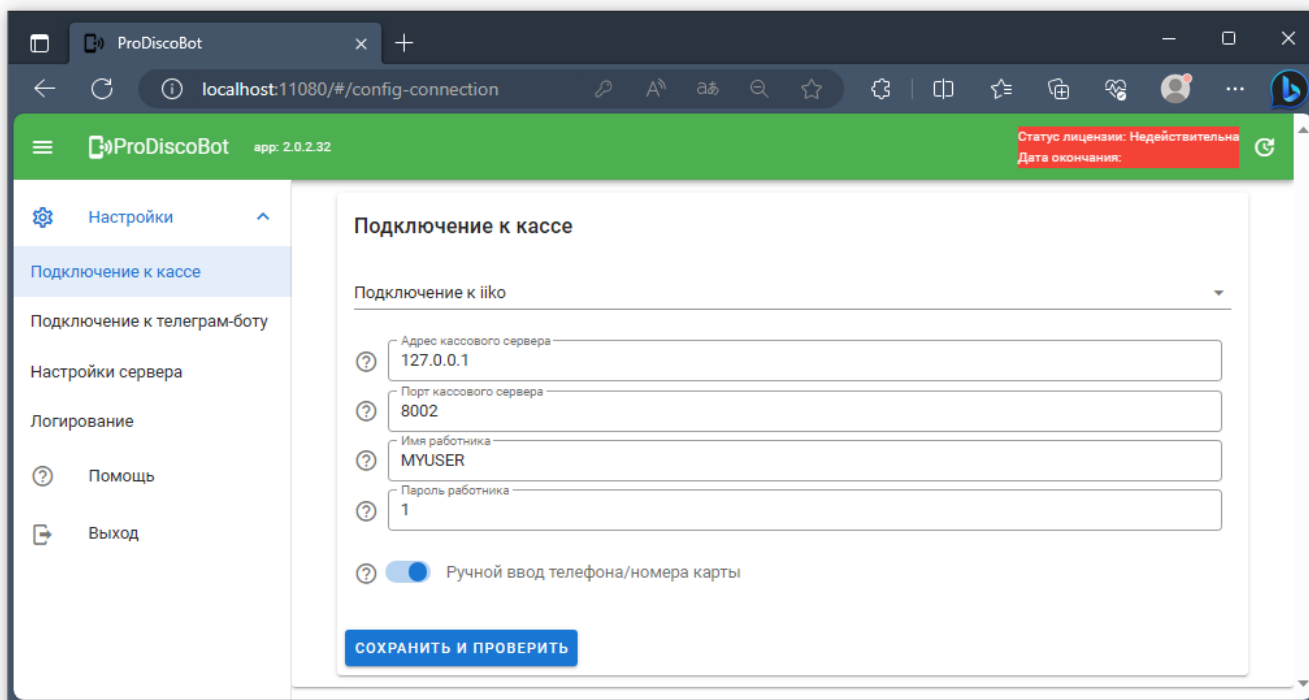 ProDiscoBot
localhost:11080/#/config-connection
ProDiscoBot app: 2.0.2.32
Статус лицензии: Недействительна
Дата окончания:
Настройки
Подключение к кассе
Подключение к телеграм-боту
Настройки сервера
Логирование
Помощь
Выход
Подключение к кассе
Подключение к iiko
Адрес кассового сервера
127.0.0.1
Порт кассового сервера
8002
Имя работника
MYUSER
Пароль работника
1
Ручной ввод телефона/номера карты
СОХРАНИТЬ И ПРОВЕРИТЬ